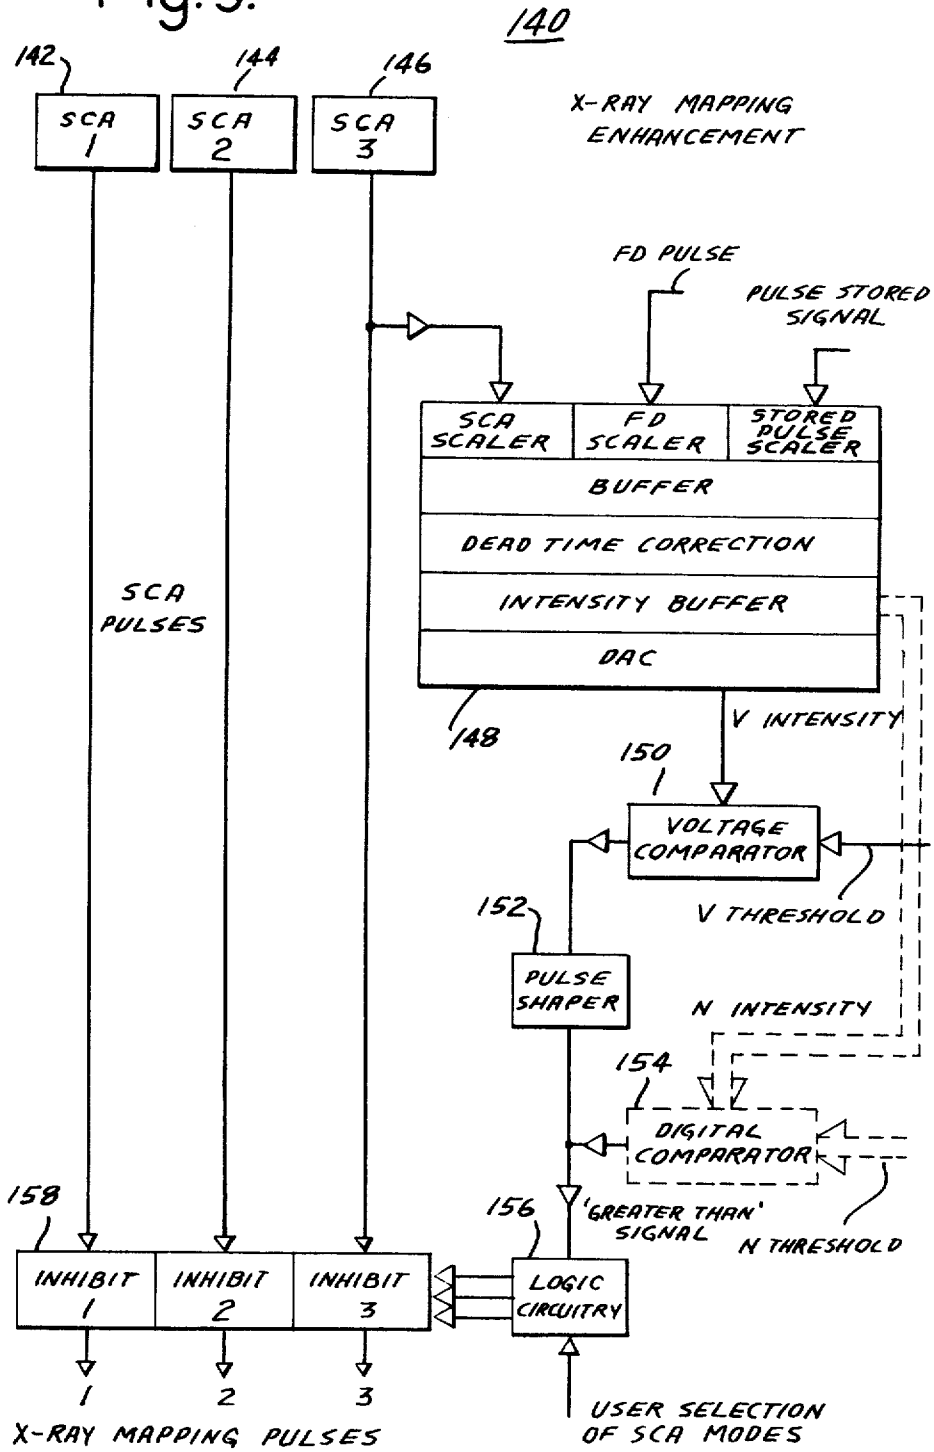 Fig. 5.
140
142
144
146
X-RAY MAPPING
ENHANCEMENT
SCA
1
SCA
2
SCA
3
FD PULSE
PULSE STORED
SIGNAL
SCA
SCALER
FD
SCALER
STORED
PULSE
SCALER
BUFFER
DEAD TIME CORRECTION
INTENSITY BUFFER
DAC
SCA
PULSES
148
V INTENSITY
150
VOLTAGE
COMPARATOR
V THRESHOLD
152
PULSE
SHAPER
N INTENSITY
154
DIGITAL
COMPARATOR
N THRESHOLD
'GREATER THAN'
SIGNAL
156
LOGIC
CIRCUITRY
158
INHIBIT
1
INHIBIT
2
INHIBIT
3
1
2
3
X-RAY MAPPING PULSES
USER SELECTION
OF SCA MODES